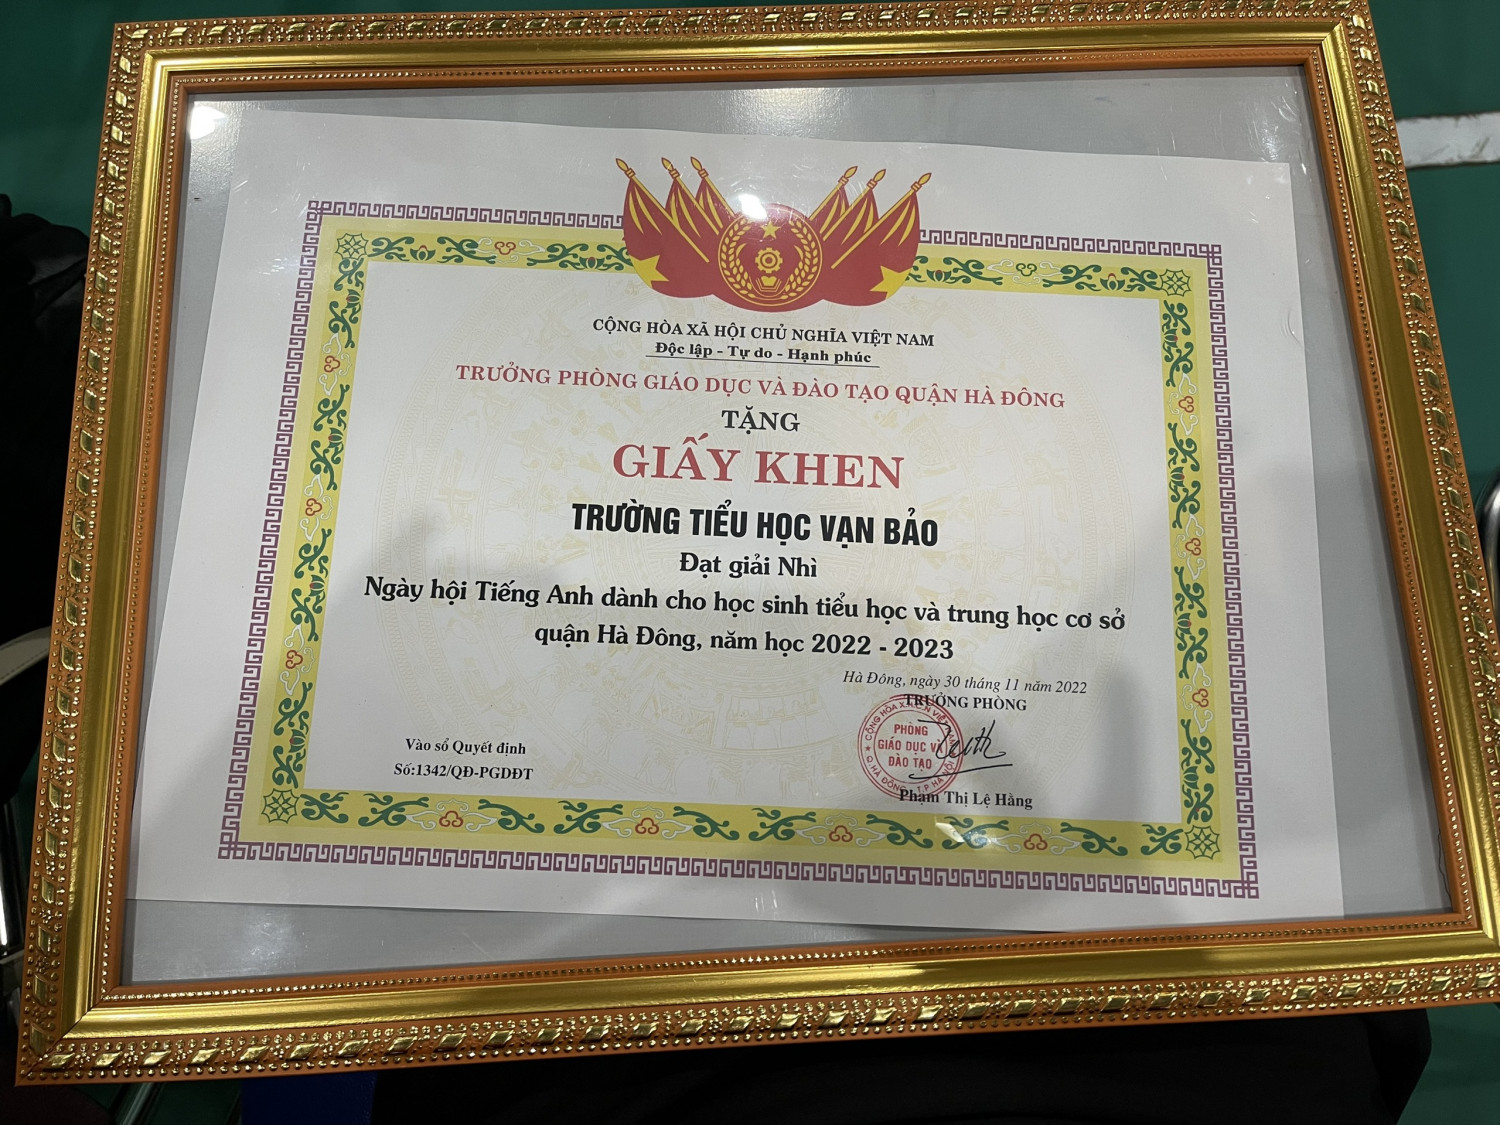 CỘNG HÒA XÃ HỘI CHỦ NGHĨA VIỆT NAM
Độc lập - Tự do - Hạnh phúc
TRƯỞNG PHÒNG GIÁO DỤC VÀ ĐÀO TẠO QUẬN HÀ ĐÔNG
TẶNG
GIẤY KHEN
TRƯỜNG TIỂU HỌC VẠN BẢO
Đạt giải Nhì
Ngày hội Tiếng Anh dành cho học sinh tiểu học và trung học cơ sở
quận Hà Đông, năm học 2022 - 2023
Hà Đông, ngày 30 tháng 11 năm 2022
TRƯỞNG PHÒNG
PHÒNG
GIÁO DỤC VÀ
ĐÀO TẠO
Phạm Thị Lệ Hằng
Vào sổ Quyết định
Số:1342/QĐ-PGDĐT